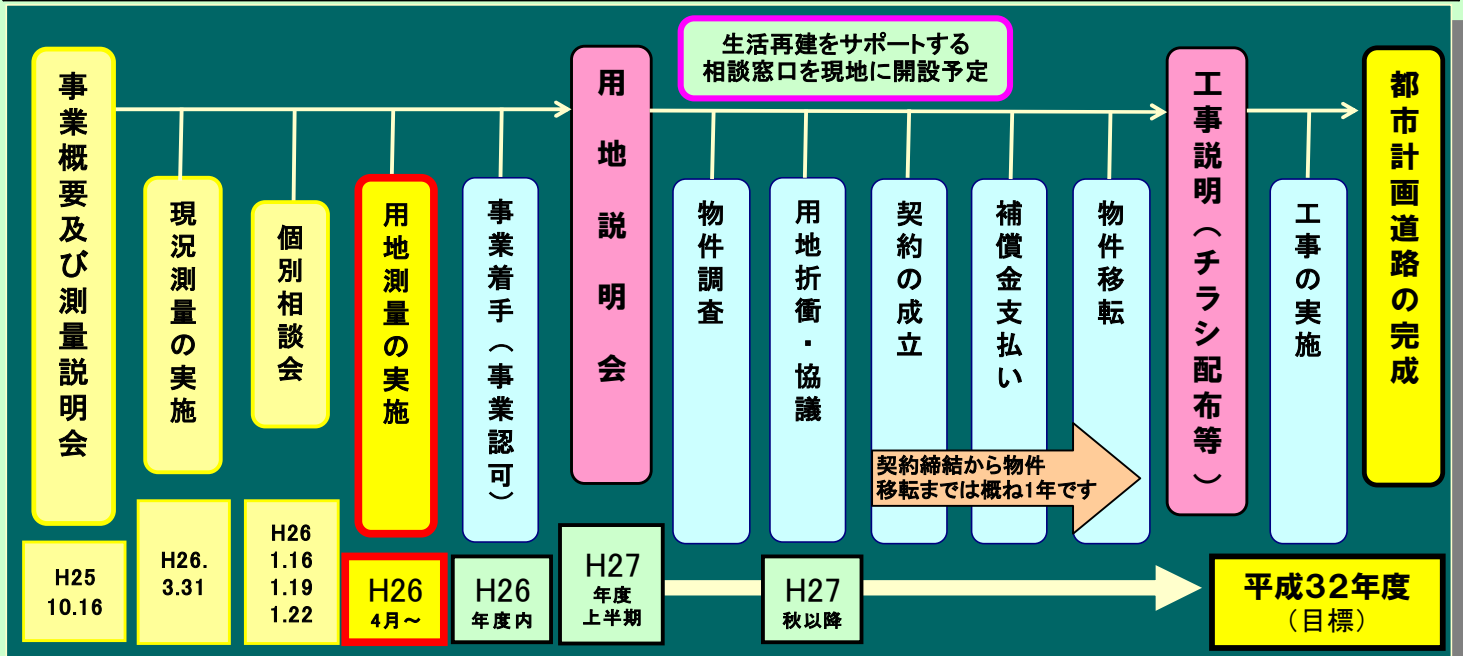 生活再建をサポートする
相談窓口を現地に開設予定
事業概要及び測量説明会
現況測量の実施
個別相談会
用地測量の実施
事業着手（事業認可）
用地説明会
物件調査
用地折衝・協議
契約の成立
補償金支払い
物件移転
工事説明（チラシ配布等）
工事の実施
都市計画道路の完成
契約締結から物件
移転までは概ね1年です
H25
10.16
H26.
3.31
H26
1.16
1.19
1.22
H26
4月～
H26
年度内
H27
年度
上半期
H27
秋以降
平成32年度
（目標）